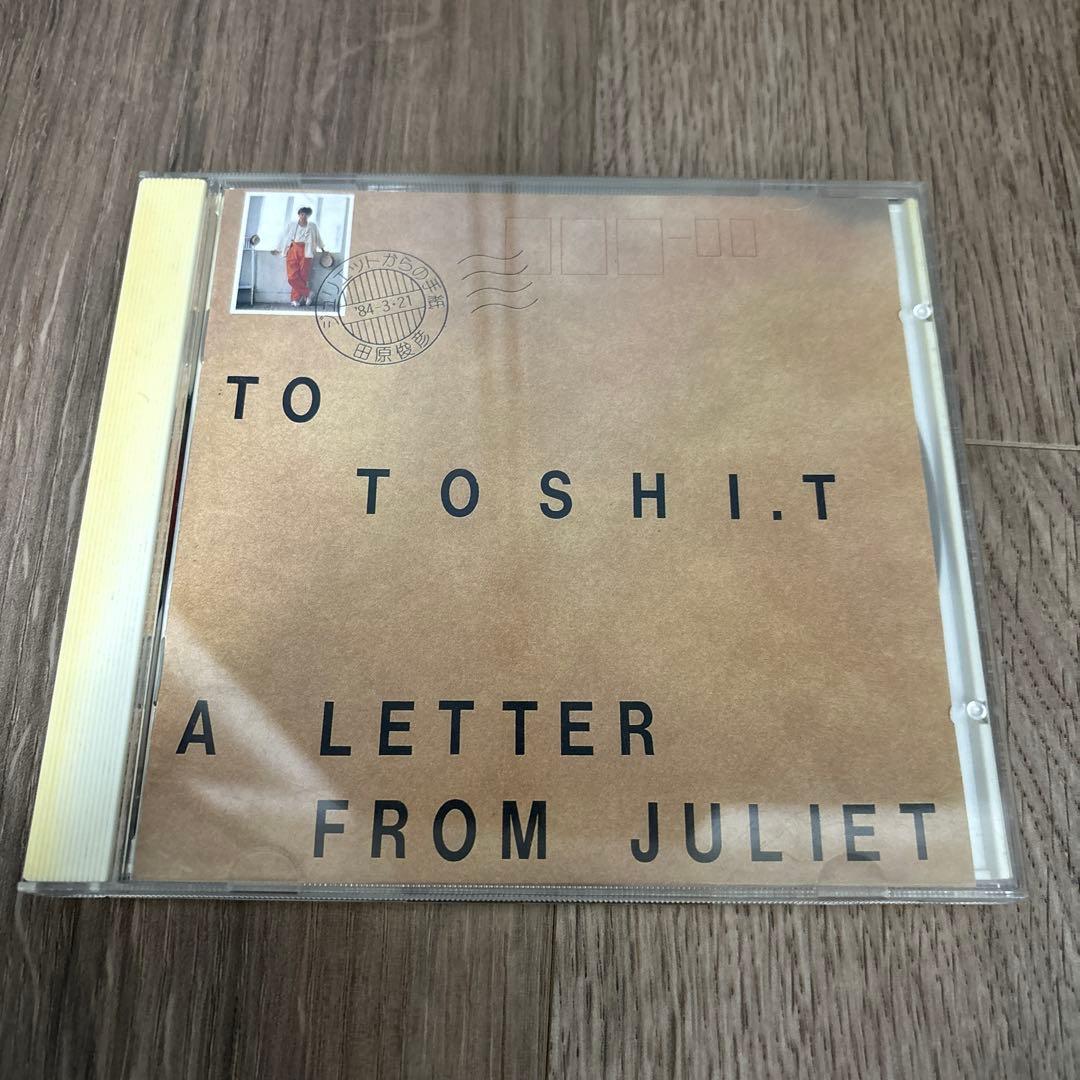 ジュリエットからの手紙
'84・3・21
田原俊彦
TO
TOSHI.T
A LETTER
FROM JULIET